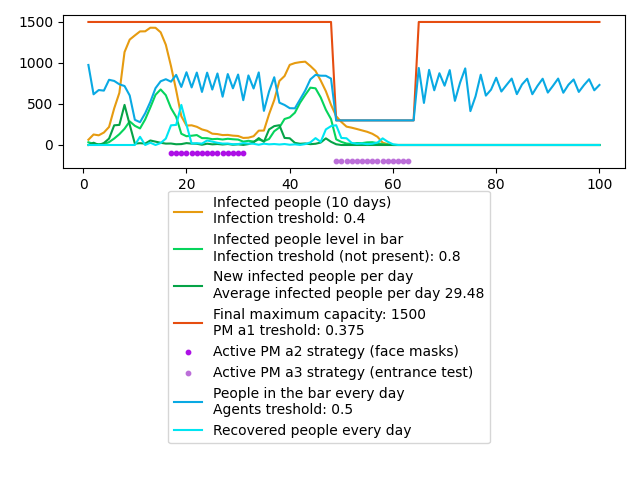 1500
1000
500
0
0
20
40
60
80
100
Infected people (10 days)
Infection treshold: 0.4
Infected people level in bar
Infection treshold (not present): 0.8
New infected people per day
Average infected people per day 29.48
Final maximum capacity: 1500
PM a1 treshold: 0.375
Active PM a2 strategy (face masks)
Active PM a3 strategy (entrance test)
People in the bar every day
Agents treshold: 0.5
Recovered people every day